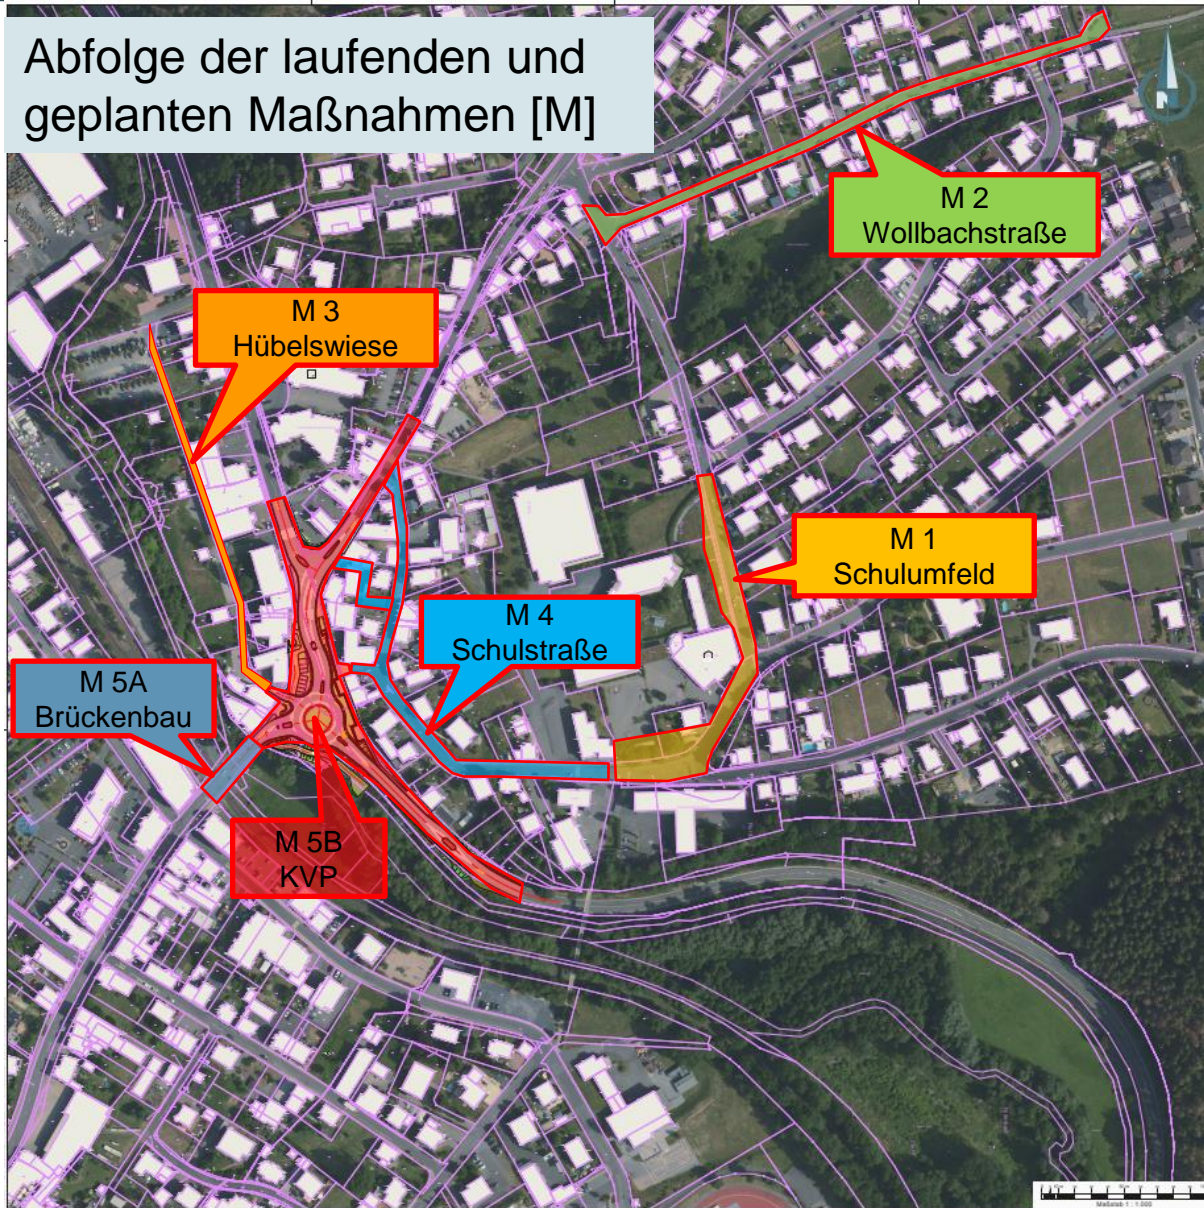 Abfolge der laufenden und
geplanten Maßnahmen [M]
M 2
Wollbachstraße
M 3
Hübelswiese
M 1
Schulumfeld
M 4
Schulstraße
M 5A
Brückenbau
M 5B
KVP